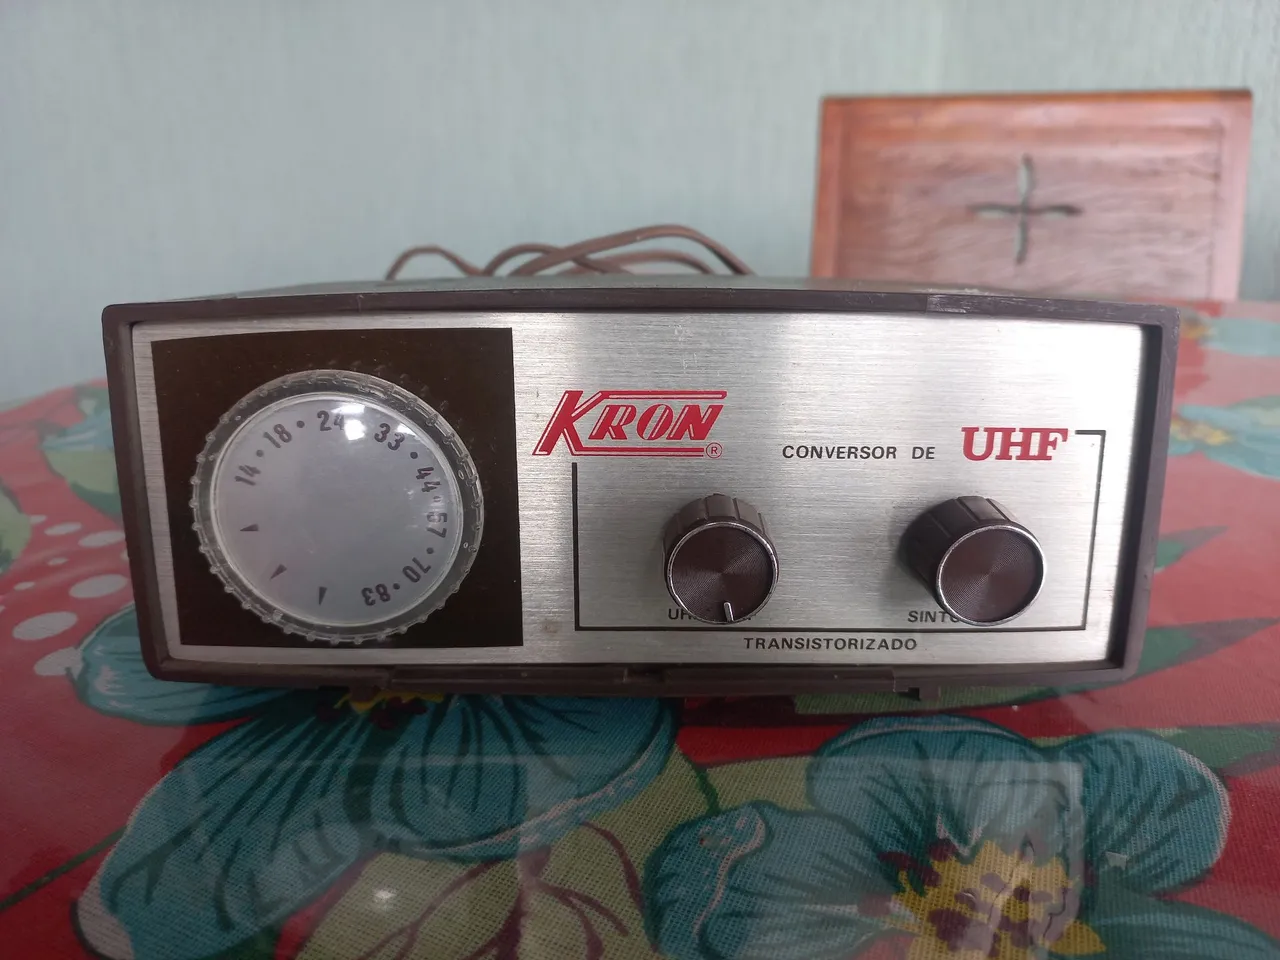 14 • 18 • 24 • 33 • 44 • 57 • 70 • 83
KRON ®
CONVERSOR DE UHF
TRANSISTORIZADO